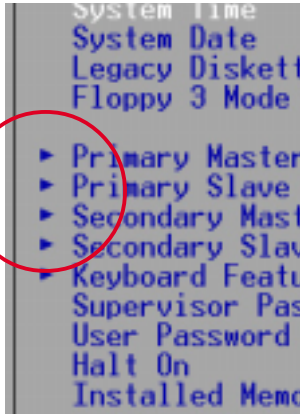 System Time
System Date
Legacy Diskett
Floppy 3 Mode
Primary Master
Primary Slave
Secondary Mast
Secondary Slav
Keyboard Featu
Supervisor Pas
User Password
Halt On
Installed Memo